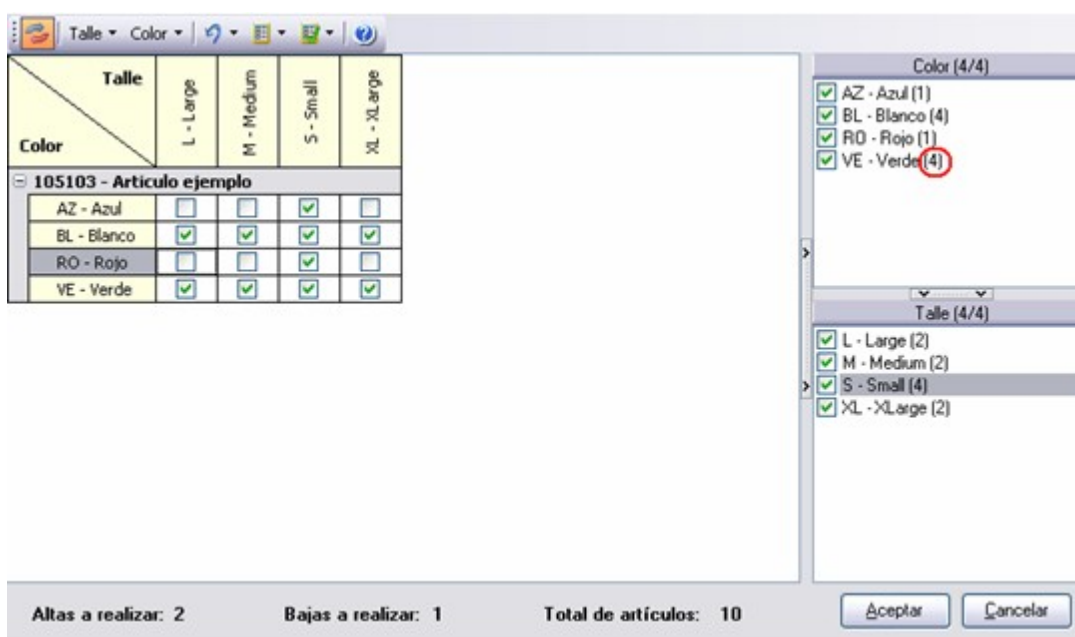 Talle Color
Talle
Color
L - Large
M - Medium
S - Small
XL - XLarge
105103 - Articulo ejemplo
AZ - Azul
BL - Blanco
RO - Rojo
VE - Verde
Color (4/4)
AZ - Azul (1)
BL - Blanco (4)
RO - Rojo (1)
VE - Verde (4)
Talle (4/4)
L - Large (2)
M - Medium (2)
S - Small (4)
XL - XLarge (2)
Altas a realizar: 2 Bajas a realizar: 1 Total de artículos: 10
Aceptar Cancelar